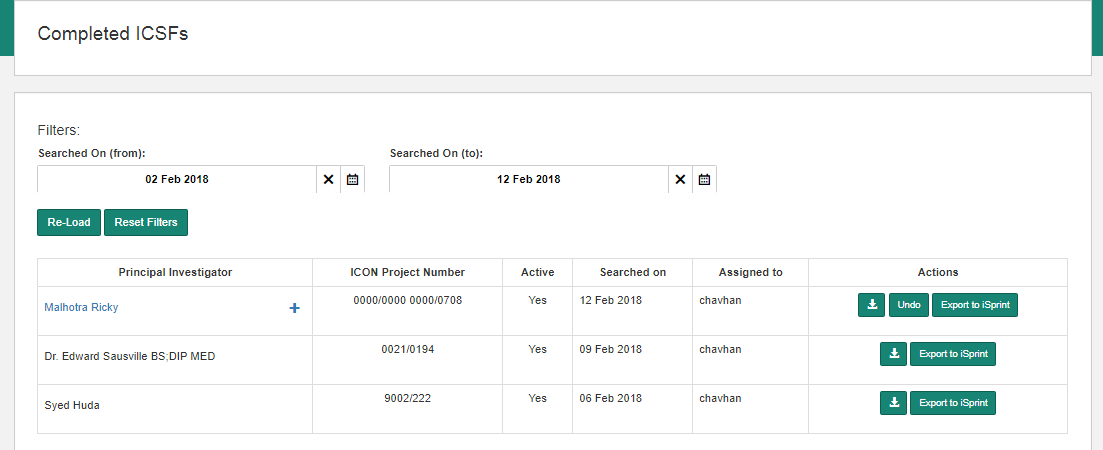 Completed ICSFs
Filters:
Searched On (from): Searched On (to):
02 Feb 2018 12 Feb 2018
Re-Load Reset Filters
Principal Investigator ICON Project Number Active Searched on Assigned to Actions
Malhotra Ricky 0000/0000 0000/0708 Yes 12 Feb 2018 chavhan Undo Export to iSprint
Dr. Edward Sausville BS;DIP MED 0021/0194 Yes 09 Feb 2018 chavhan Export to iSprint
Syed Huda 9002/222 Yes 06 Feb 2018 chavhan Export to iSprint